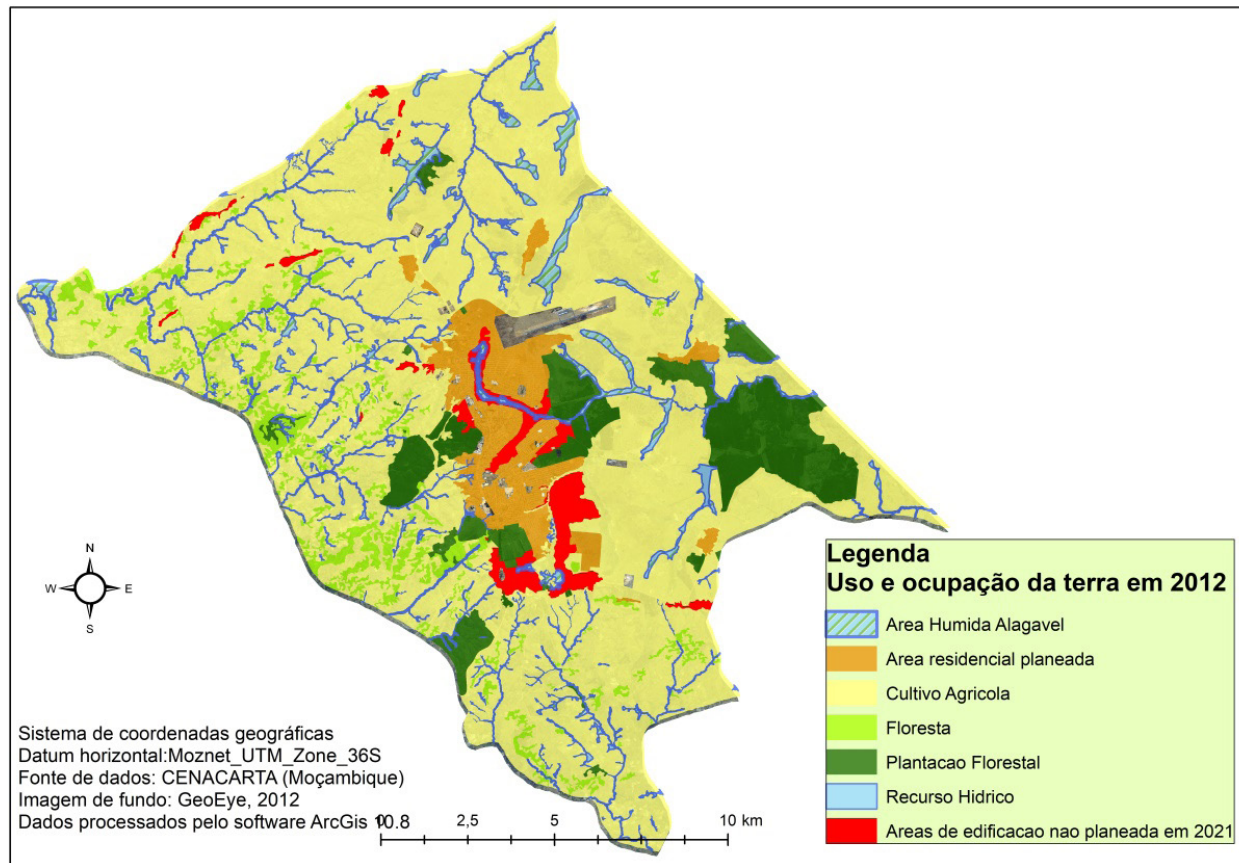 N
W E
S
Legenda
Uso e ocupação da terra em 2012
Area Humida Alagavel
Area residencial planeada
Cultivo Agricola
Floresta
Plantacao Florestal
Recurso Hidrico
Areas de edificacao nao planeada em 2021
Sistema de coordenadas geográficas
Datum horizontal:Moznet_UTM_Zone_36S
Fonte de dados: CENACARTA (Moçambique)
Imagem de fundo: GeoEye, 2012
Dados processados pelo software ArcGis 10.8
0 2,5 5 10 km